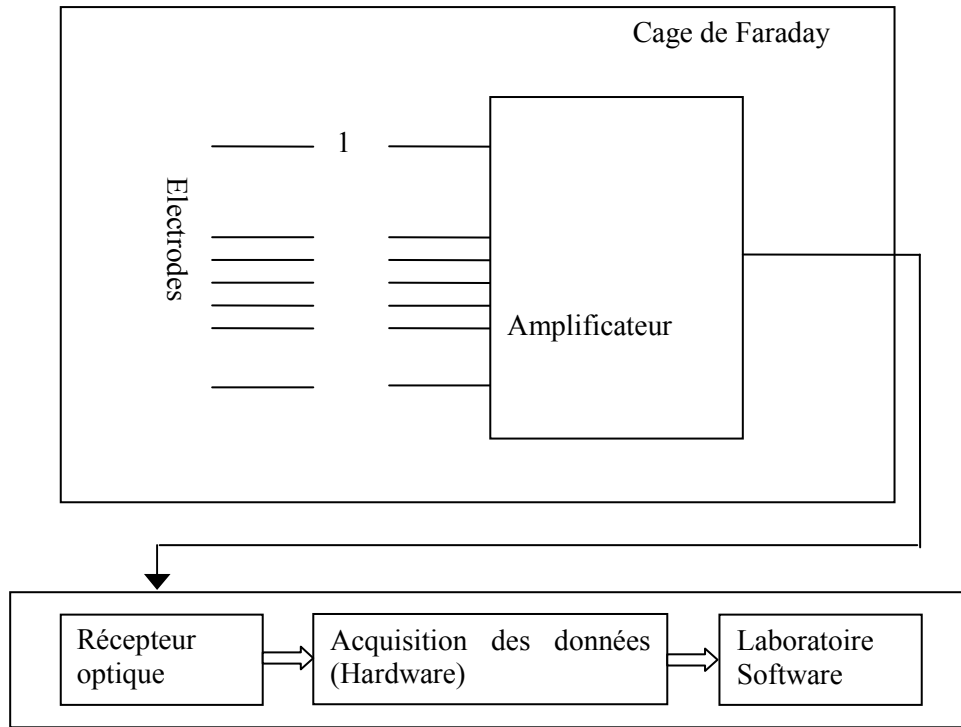 Cage de Faraday
1
Electrodes
Amplificateur
Récepteur
optique
Acquisition des données
(Hardware)
Laboratoire
Software